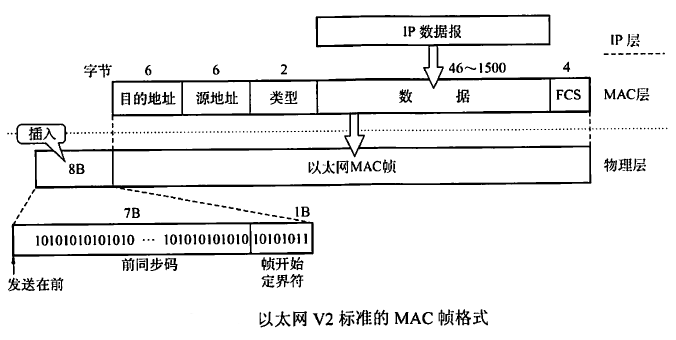 IP 数据报
IP 层
字节 6 6 2 46～1500 4
目的地址 源地址 类型 数 据 FCS MAC层
插入
8B 以太网MAC帧 物理层
7B 1B
10101010101010 … 101010101010 10101011
前同步码 帧开始
定界符
发送在前
以太网 V2 标准的 MAC 帧格式